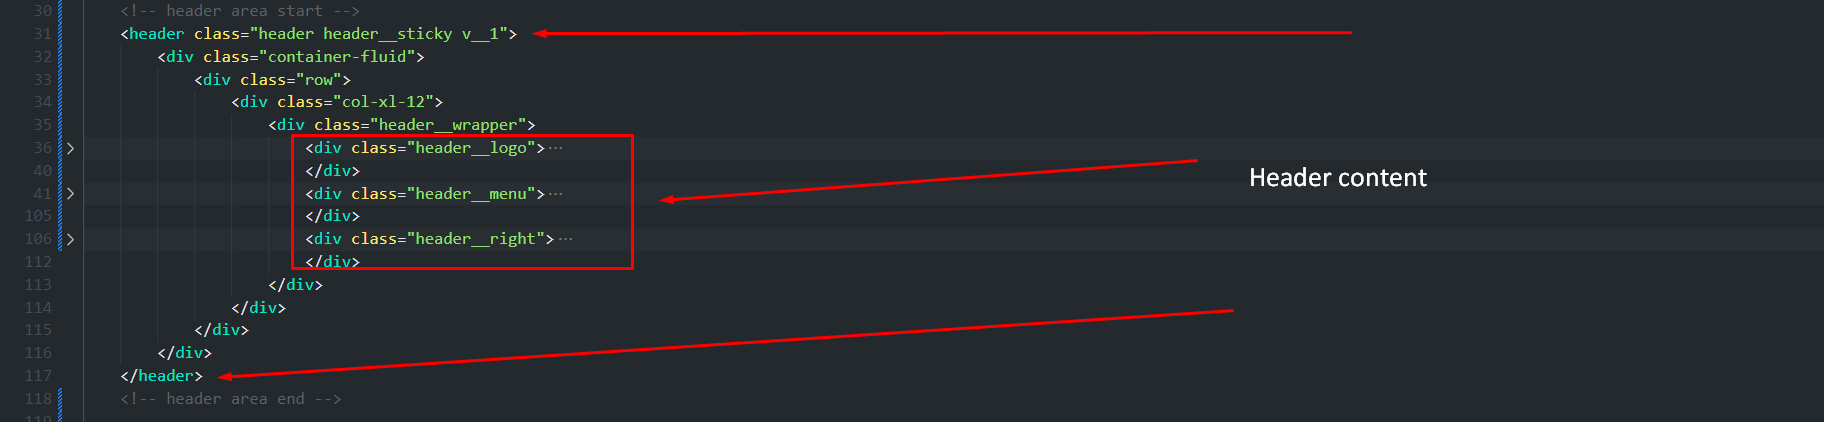 30 <!-- header area start -->
31 <header class="header header__sticky v__1">
32 <div class="container-fluid">
33 <div class="row">
34 <div class="col-xl-12">
35 <div class="header__wrapper">
36 > <div class="header__logo">···
40 </div>
41 > <div class="header__menu">···
Header content
105 </div>
106 > <div class="header__right">···
112 </div>
113 </div>
114 </div>
115 </div>
116 </div>
117 </header>
118 <!-- header area end -->
119